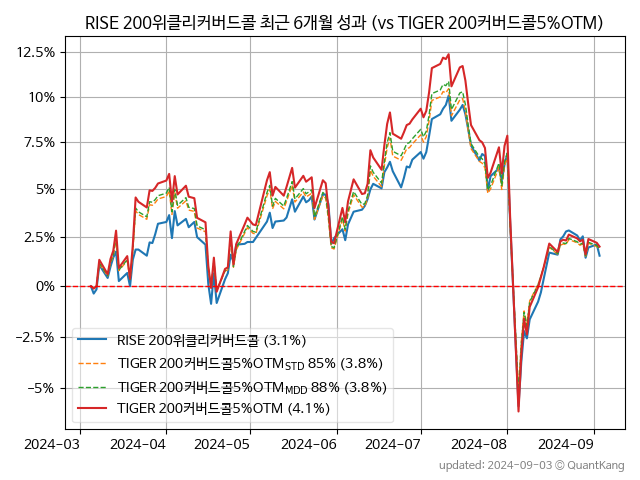 RISE 200위클리커버드콜 최근 6개월 성과 (vs TIGER 200커버드콜5%OTM)
12.5%
10%
7.5%
5%
2.5%
0%
−2.5%
−5%
RISE 200위클리커버드콜 (3.1%)
TIGER 200커버드콜5%OTMSTD 85% (3.8%)
TIGER 200커버드콜5%OTMMDD 88% (3.8%)
TIGER 200커버드콜5%OTM (4.1%)
2024-03 2024-04 2024-05 2024-06 2024-07 2024-08 2024-09
updated: 2024-09-03 © QuantKang